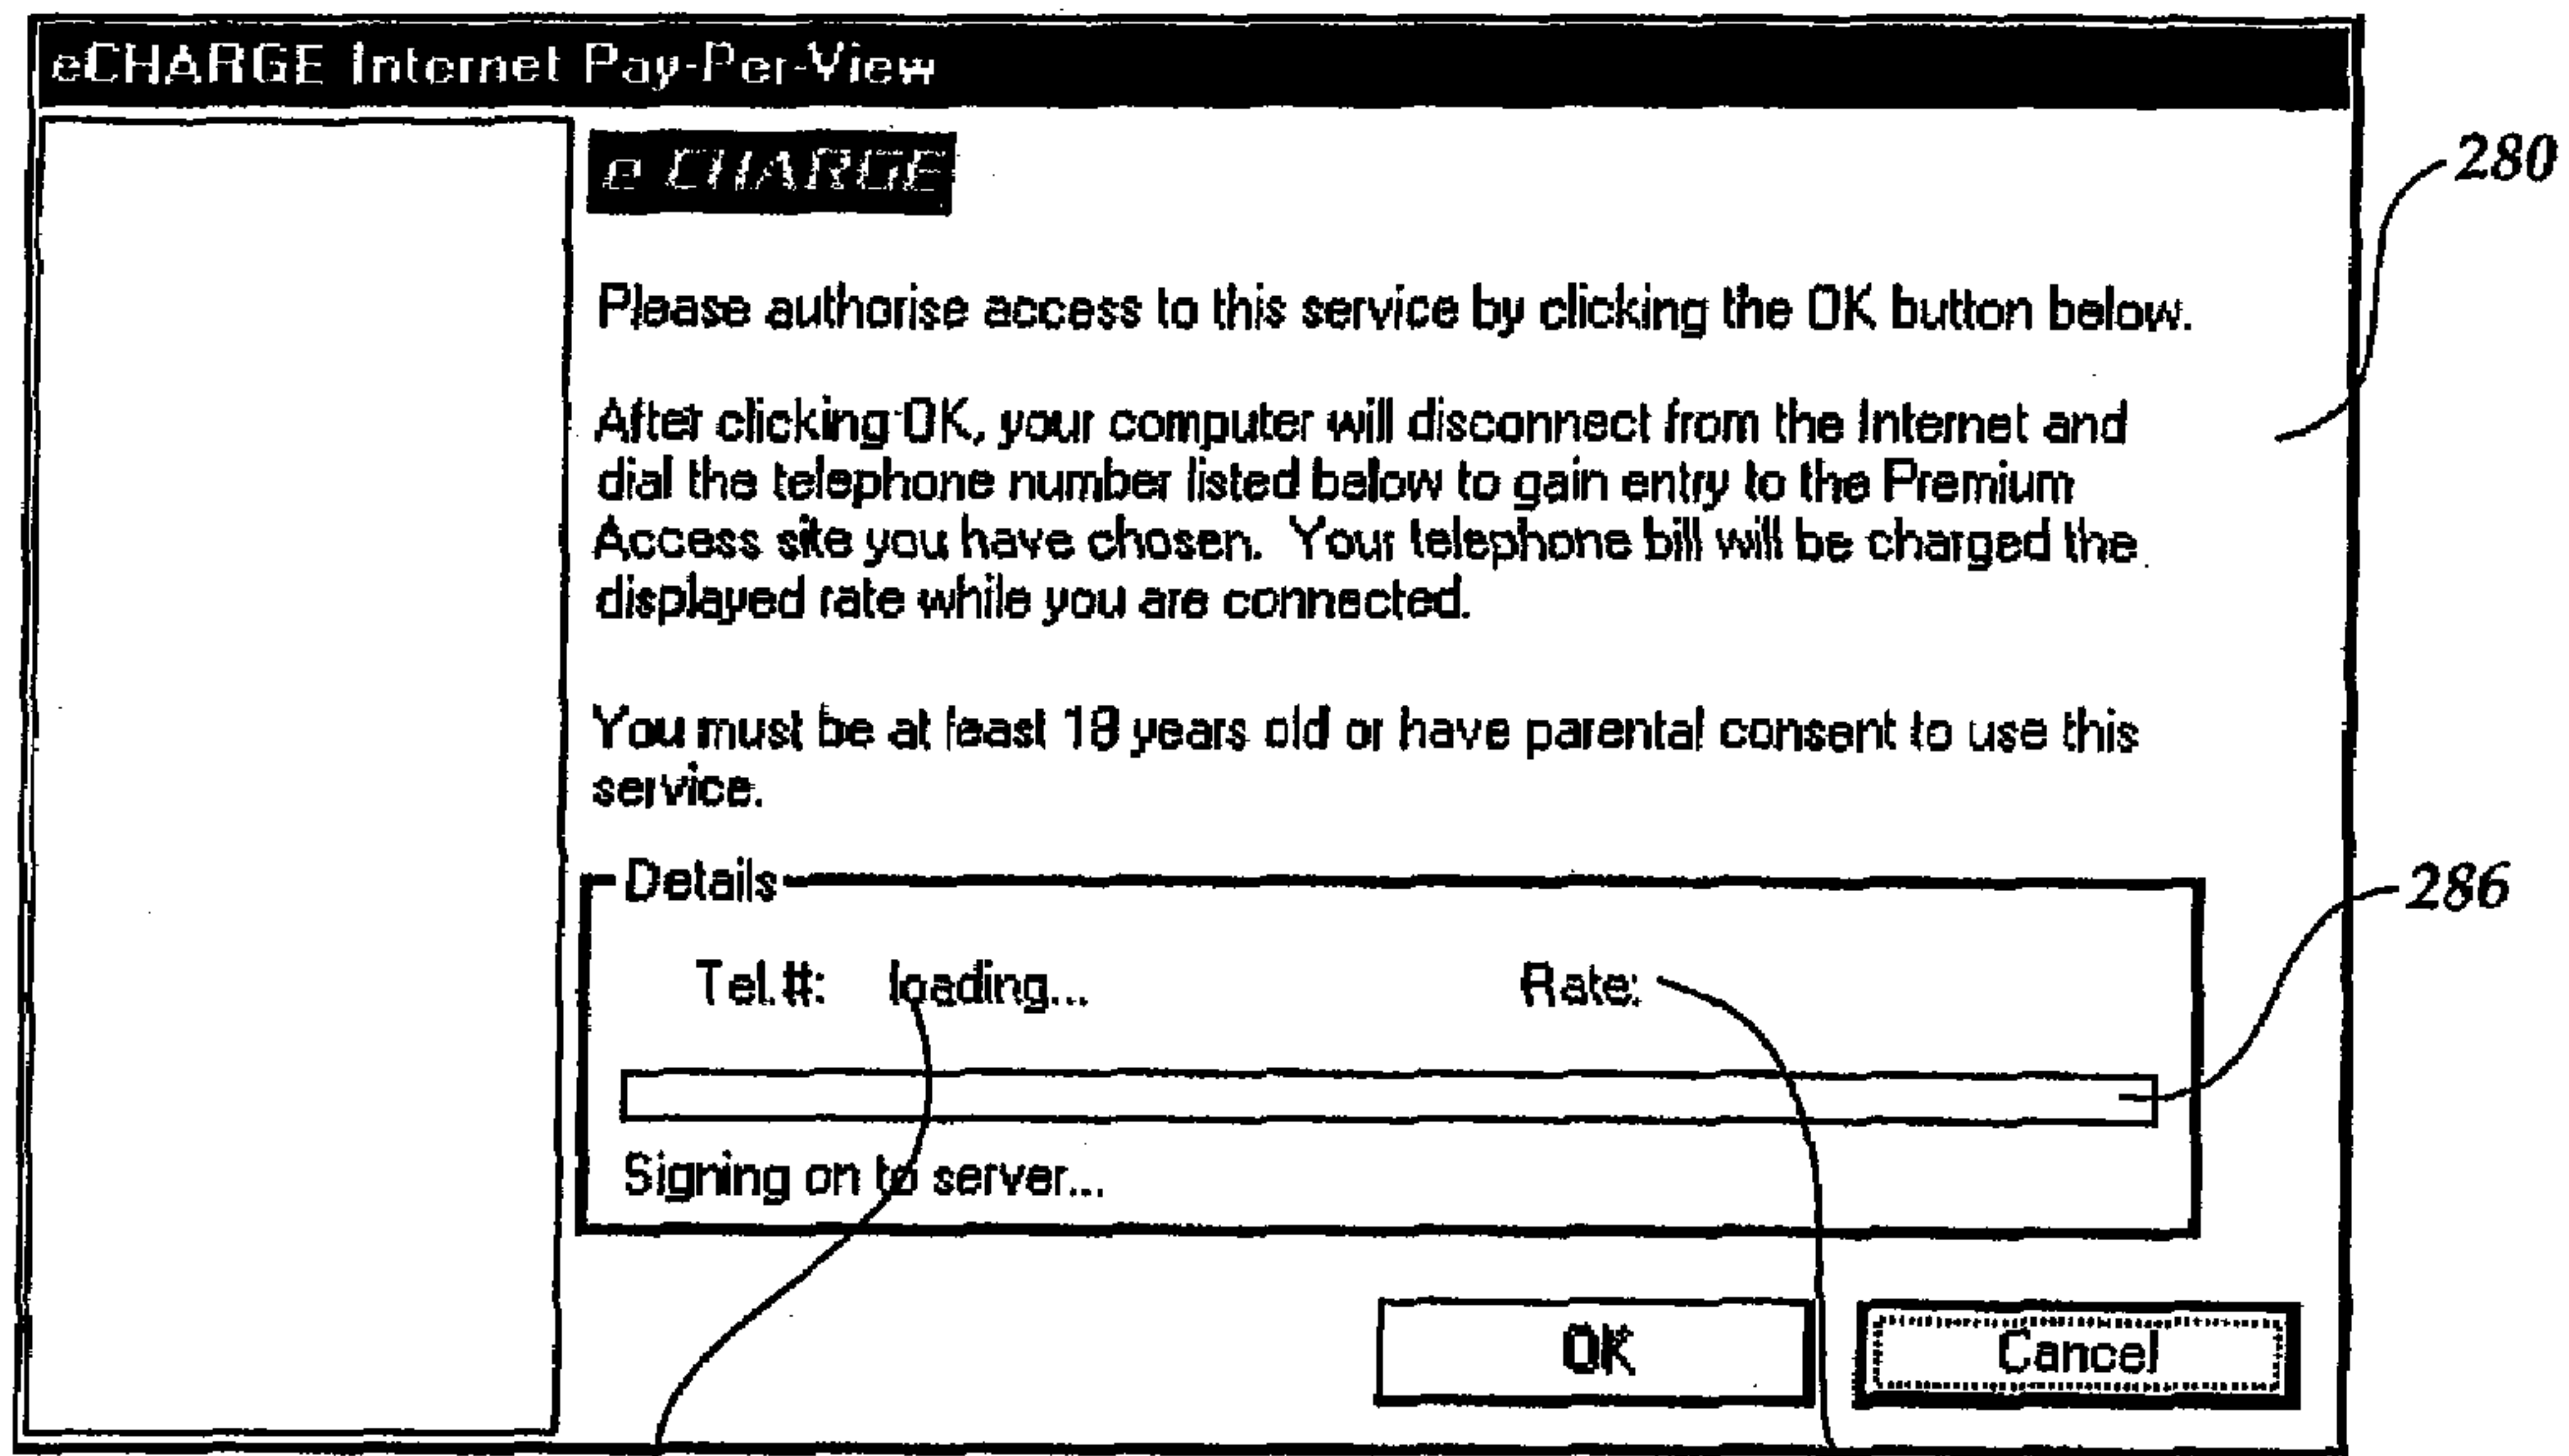 eCHARGE Internet Pay-Per-View
e CHARGE
280
Please authorise access to this service by clicking the OK button below.
After clicking OK, your computer will disconnect from the Internet and
dial the telephone number listed below to gain entry to the Premium
Access site you have chosen. Your telephone bill will be charged the
displayed rate while you are connected.
You must be at least 18 years old or have parental consent to use this
service.
Details
286
Tel.#: loading... Rate:
Signing on to server...
OK Cancel